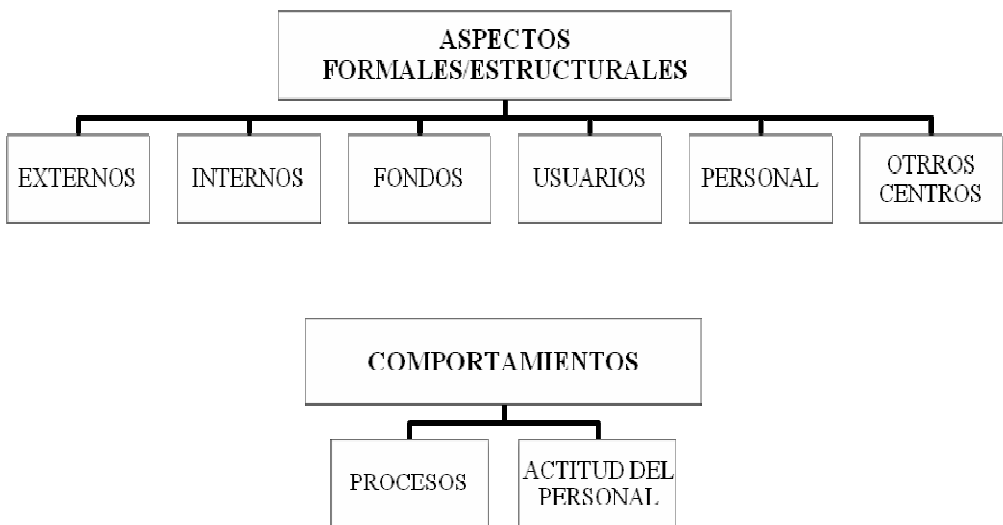 ASPECTOS
FORMALES/ESTRUCTURALES
EXTERNOS
INTERNOS
FONDOS
USUARIOS
PERSONAL
OTRROS
CENTROS
COMPORTAMIENTOS
PROCESOS
ACTITUD DEL
PERSONAL